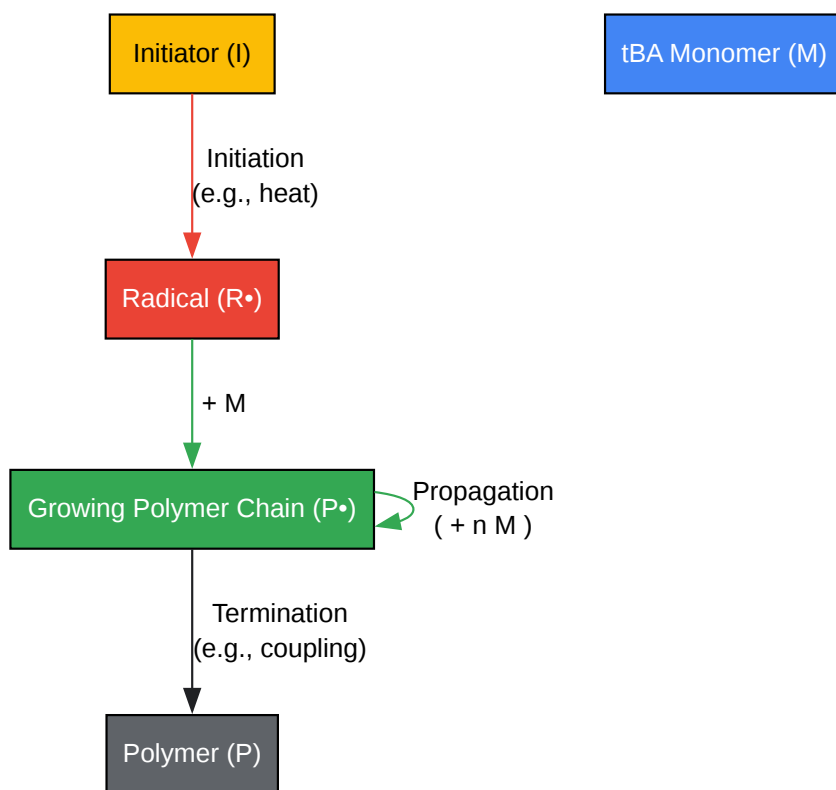 Initiator (I)
tBA Monomer (M)
Initiation
(e.g., heat)
Radical (R•)
+ M
Growing Polymer Chain (P•)
Propagation
( + n M )
Termination
(e.g., coupling)
Polymer (P)